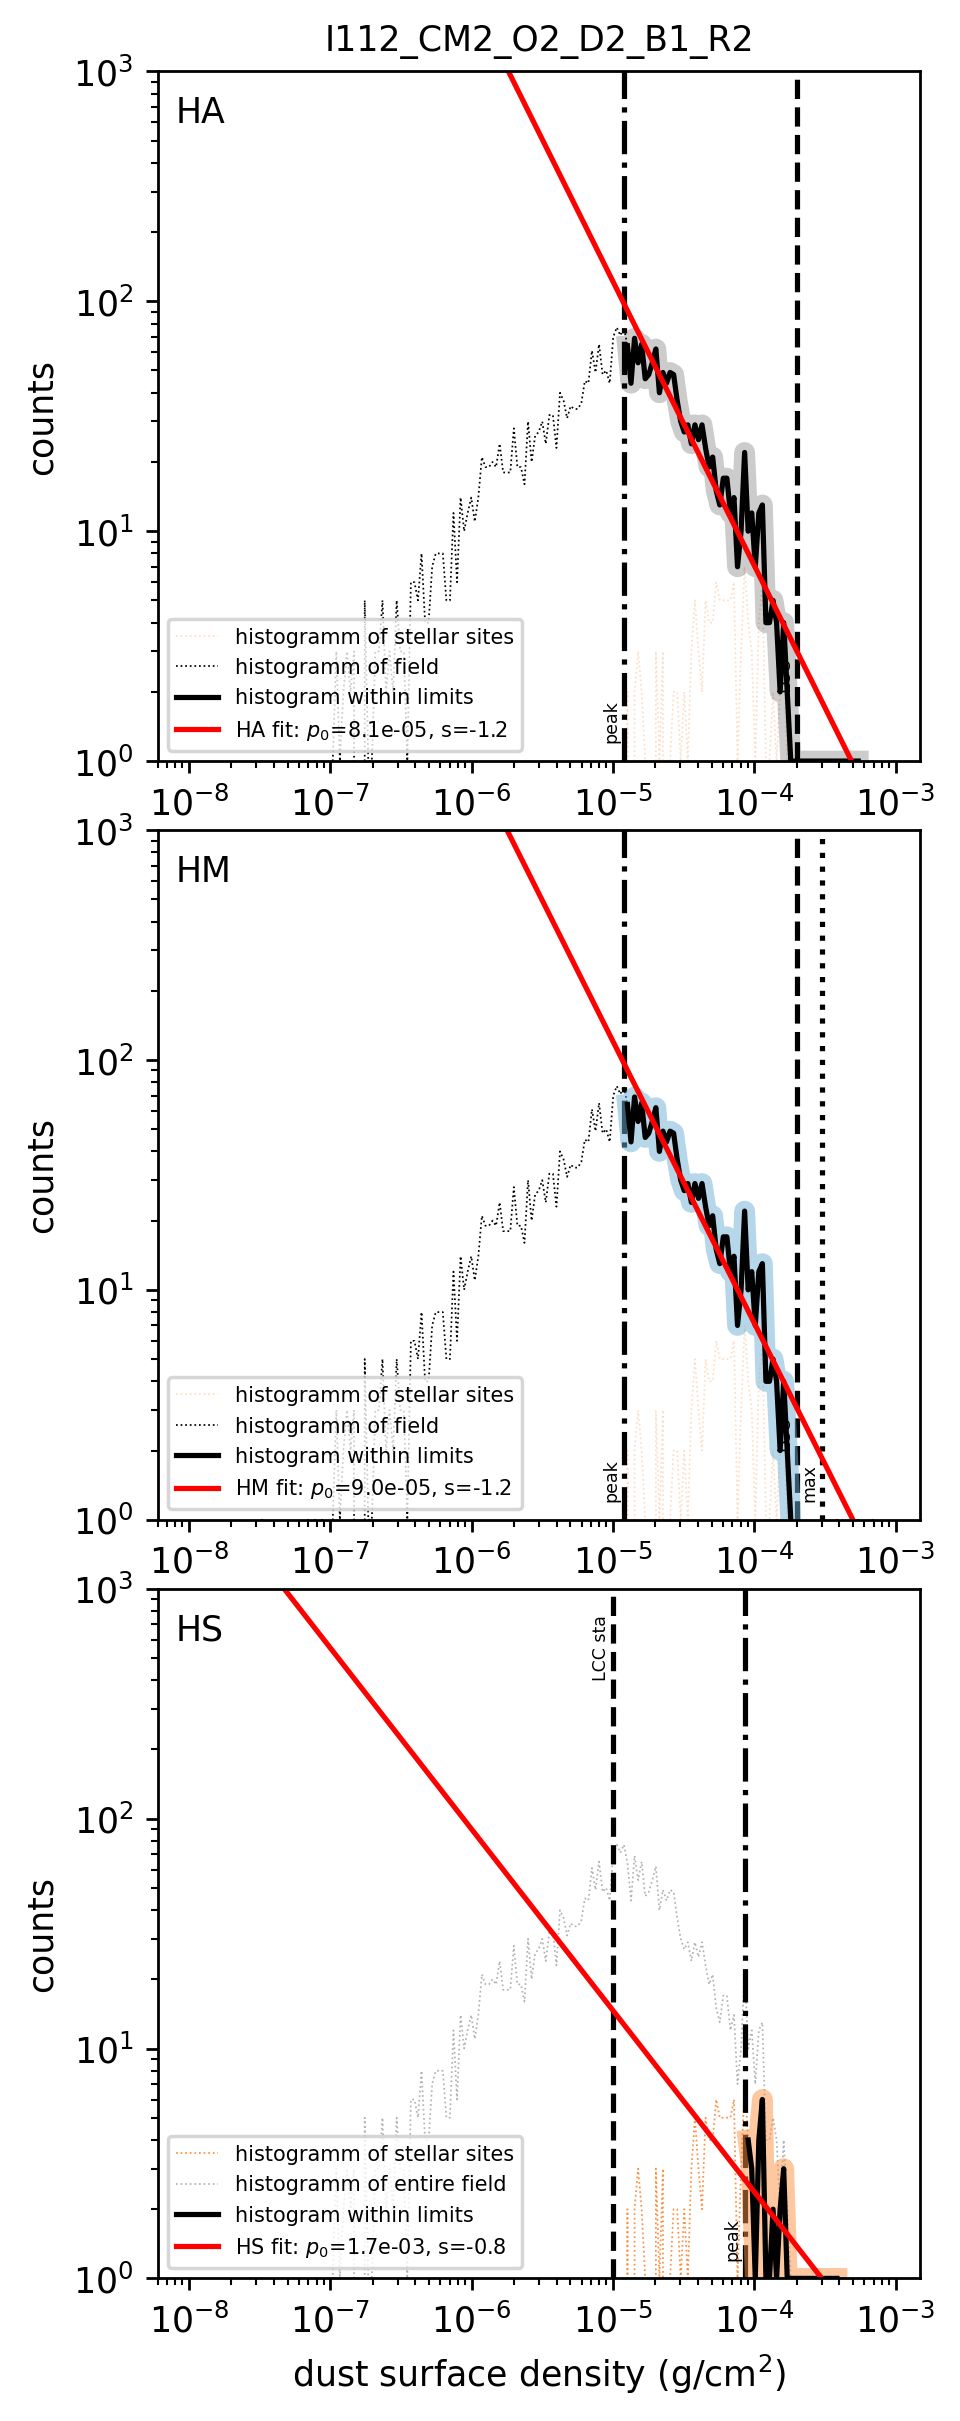 I112_CM2_O2_D2_B1_R2
HA
10³
10²
10¹
10⁰
counts
peak
histogramm of stellar sites
histogramm of field
histogram within limits
HA fit: p₀=8.1e-05, s=-1.2
10⁻⁸ 10⁻⁷ 10⁻⁶ 10⁻⁵ 10⁻⁴ 10⁻³
HM
10³
10²
10¹
10⁰
counts
peak
max
histogramm of stellar sites
histogramm of field
histogram within limits
HM fit: p₀=9.0e-05, s=-1.2
10⁻⁸ 10⁻⁷ 10⁻⁶ 10⁻⁵ 10⁻⁴ 10⁻³
HS
10³
10²
10¹
10⁰
counts
LCC sta
peak
histogramm of stellar sites
histogramm of entire field
histogram within limits
HS fit: p₀=1.7e-03, s=-0.8
10⁻⁸ 10⁻⁷ 10⁻⁶ 10⁻⁵ 10⁻⁴ 10⁻³
dust surface density (g/cm²)